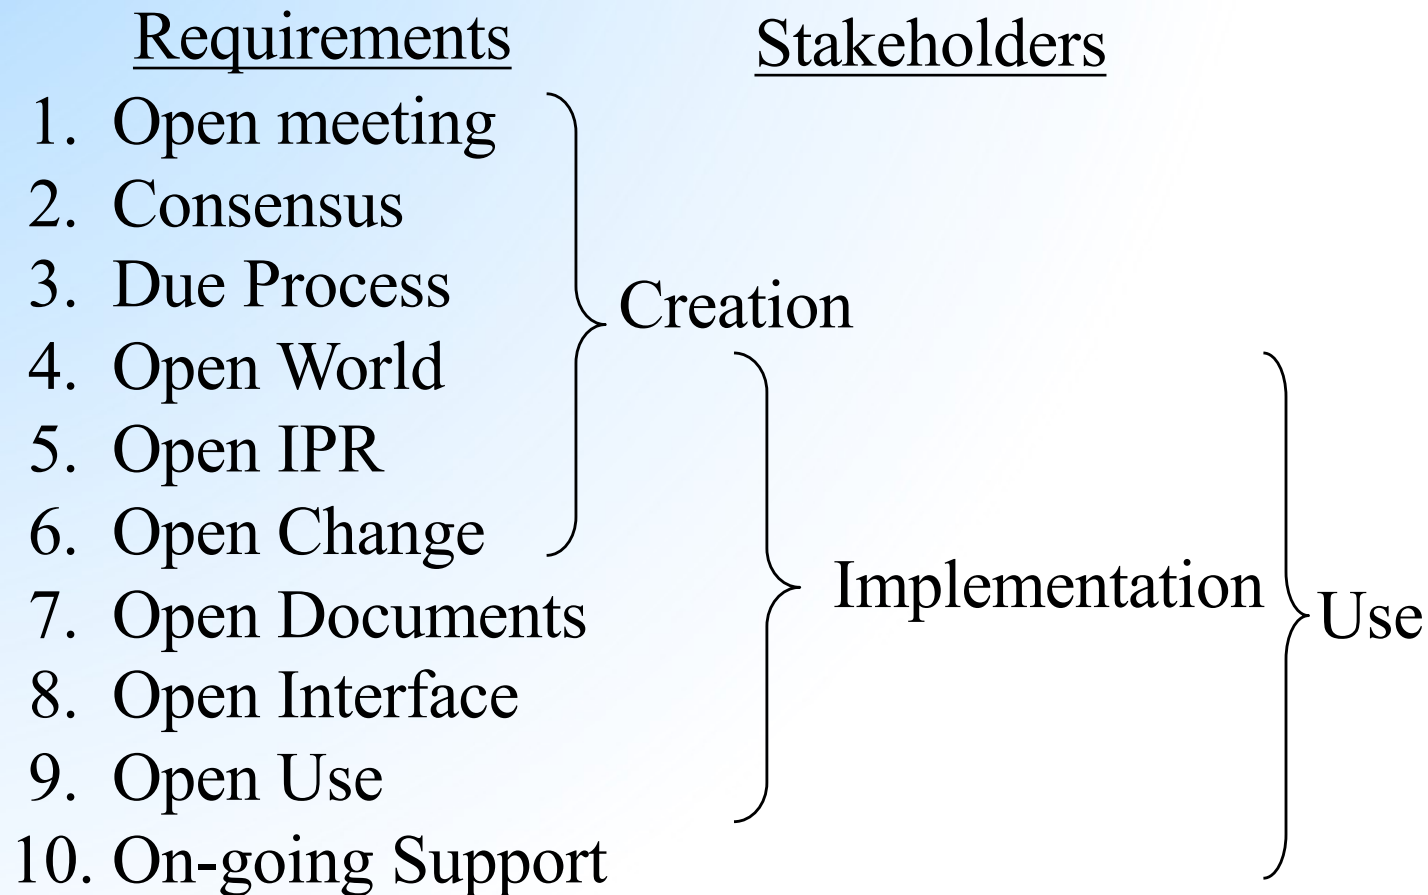 Requirements
Stakeholders
1. Open meeting
2. Consensus
3. Due Process
Creation
4. Open World
5. Open IPR
6. Open Change
Implementation
7. Open Documents
Use
8. Open Interface
9. Open Use
10. On-going Support